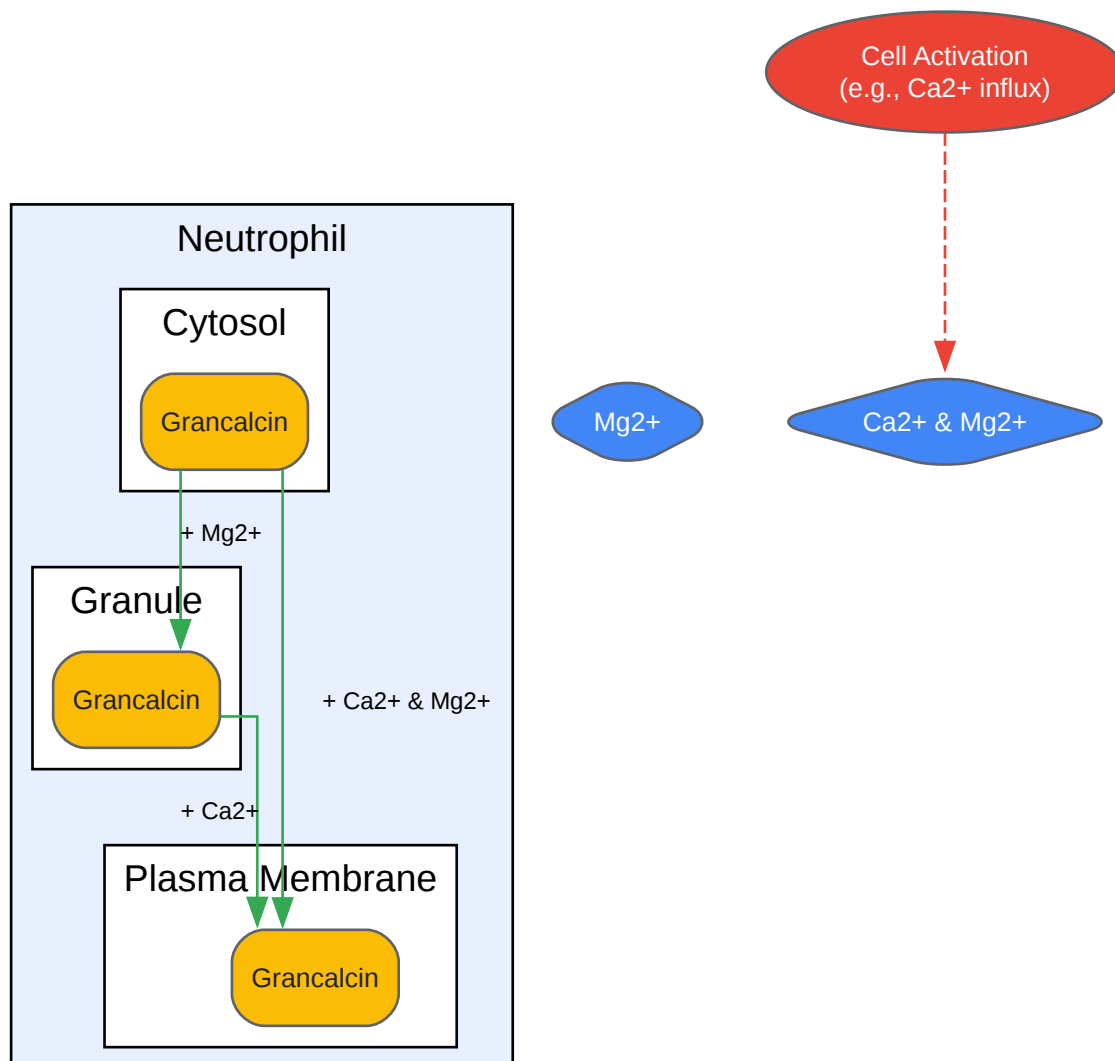 Cell Activation
(e.g., Ca2+ influx)
Neutrophil
Cytosol
Grancalcin
Mg2+
Ca2+ & Mg2+
+ Mg2+
Granule
Grancalcin
+ Ca2+ & Mg2+
+ Ca2+
Plasma Membrane
Grancalcin